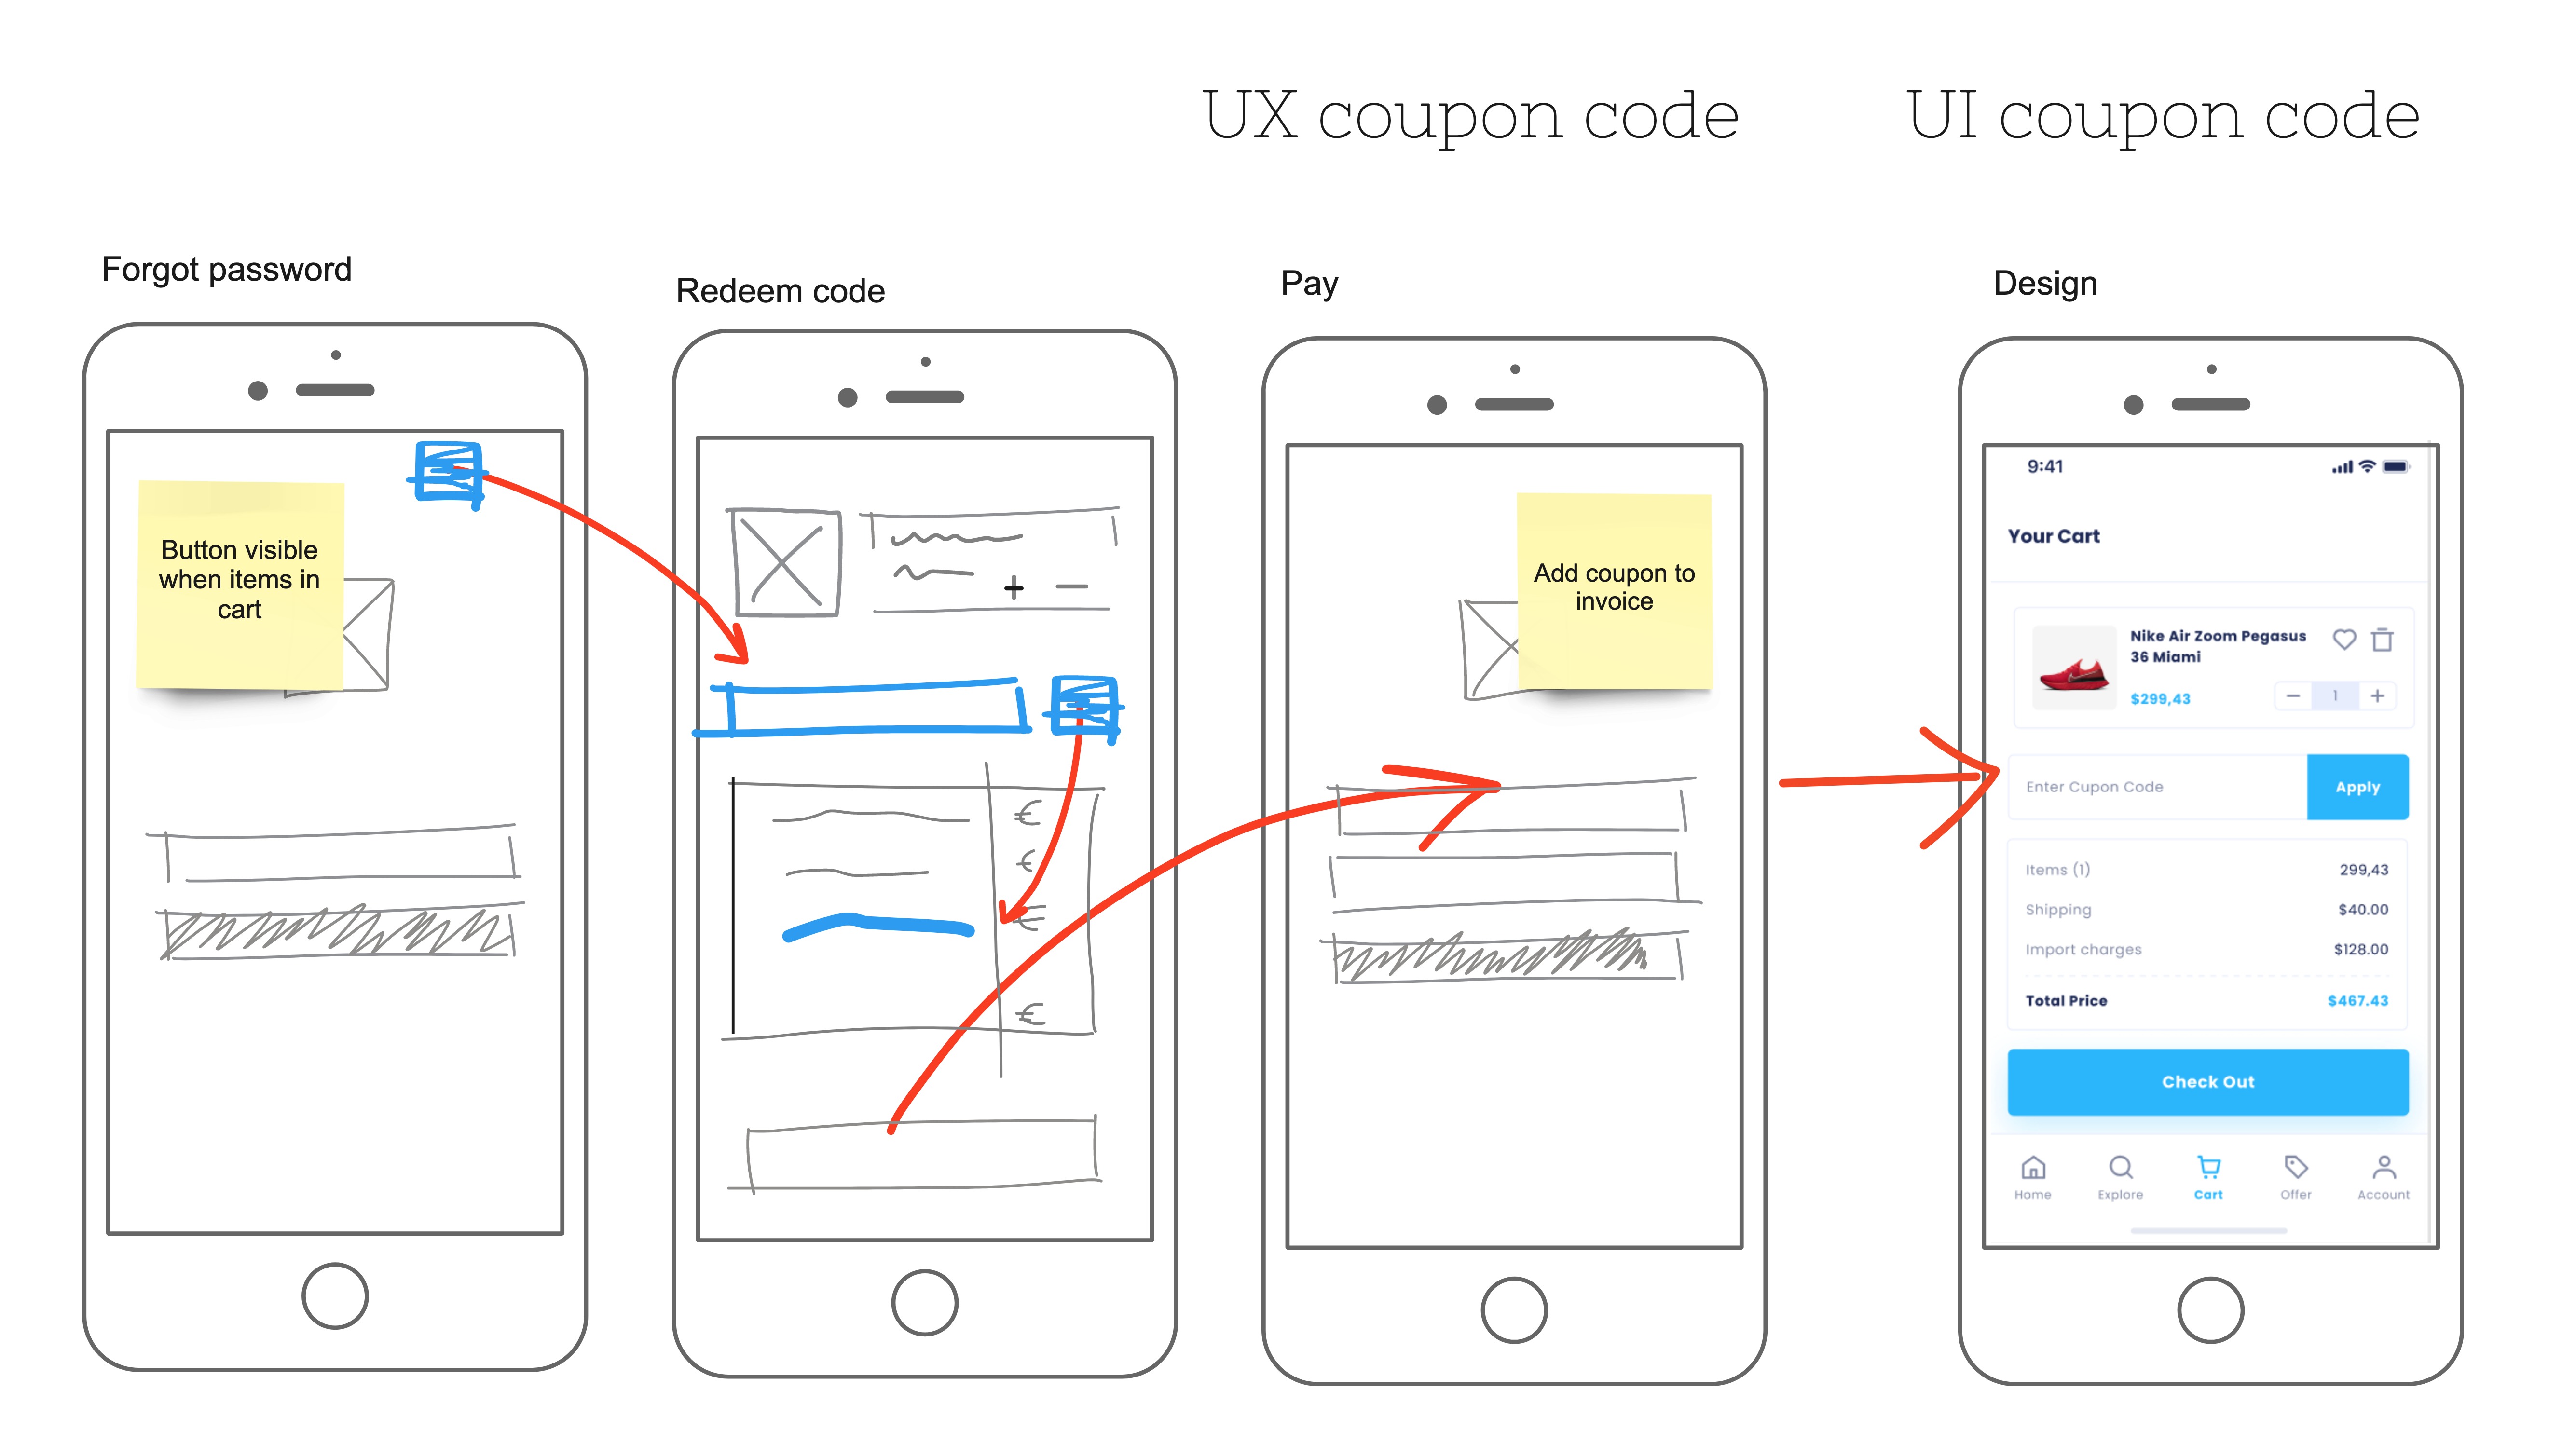 UX coupon code
UI coupon code
Forgot password
Redeem code
Pay
Design
Button visible
when items in
cart
+ —
€
€
€
€
Add coupon to
invoice
9:41
Your Cart
Nike Air Zoom Pegasus
36 Miami
$299,43
1
Enter Cupon Code
Apply
Items (1) 299,43
Shipping $40.00
Import charges $128.00
Total Price $467.43
Check Out
Home Explore Cart Offer Account